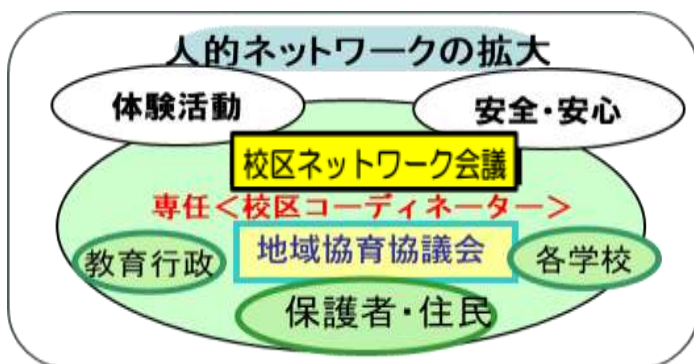 人的ネットワークの拡大
体験活動
安全・安心
校区ネットワーク会議
専任＜校区コーディネーター＞
教育行政
地域協育協議会
各学校
保護者・住民